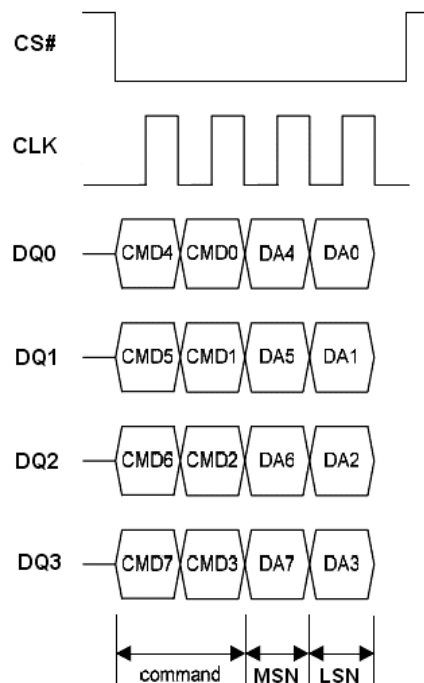 CS#
CLK
DQ0 CMD4 CMD0 DA4 DA0
DQ1 CMD5 CMD1 DA5 DA1
DQ2 CMD6 CMD2 DA6 DA2
DQ3 CMD7 CMD3 DA7 DA3
command MSN LSN